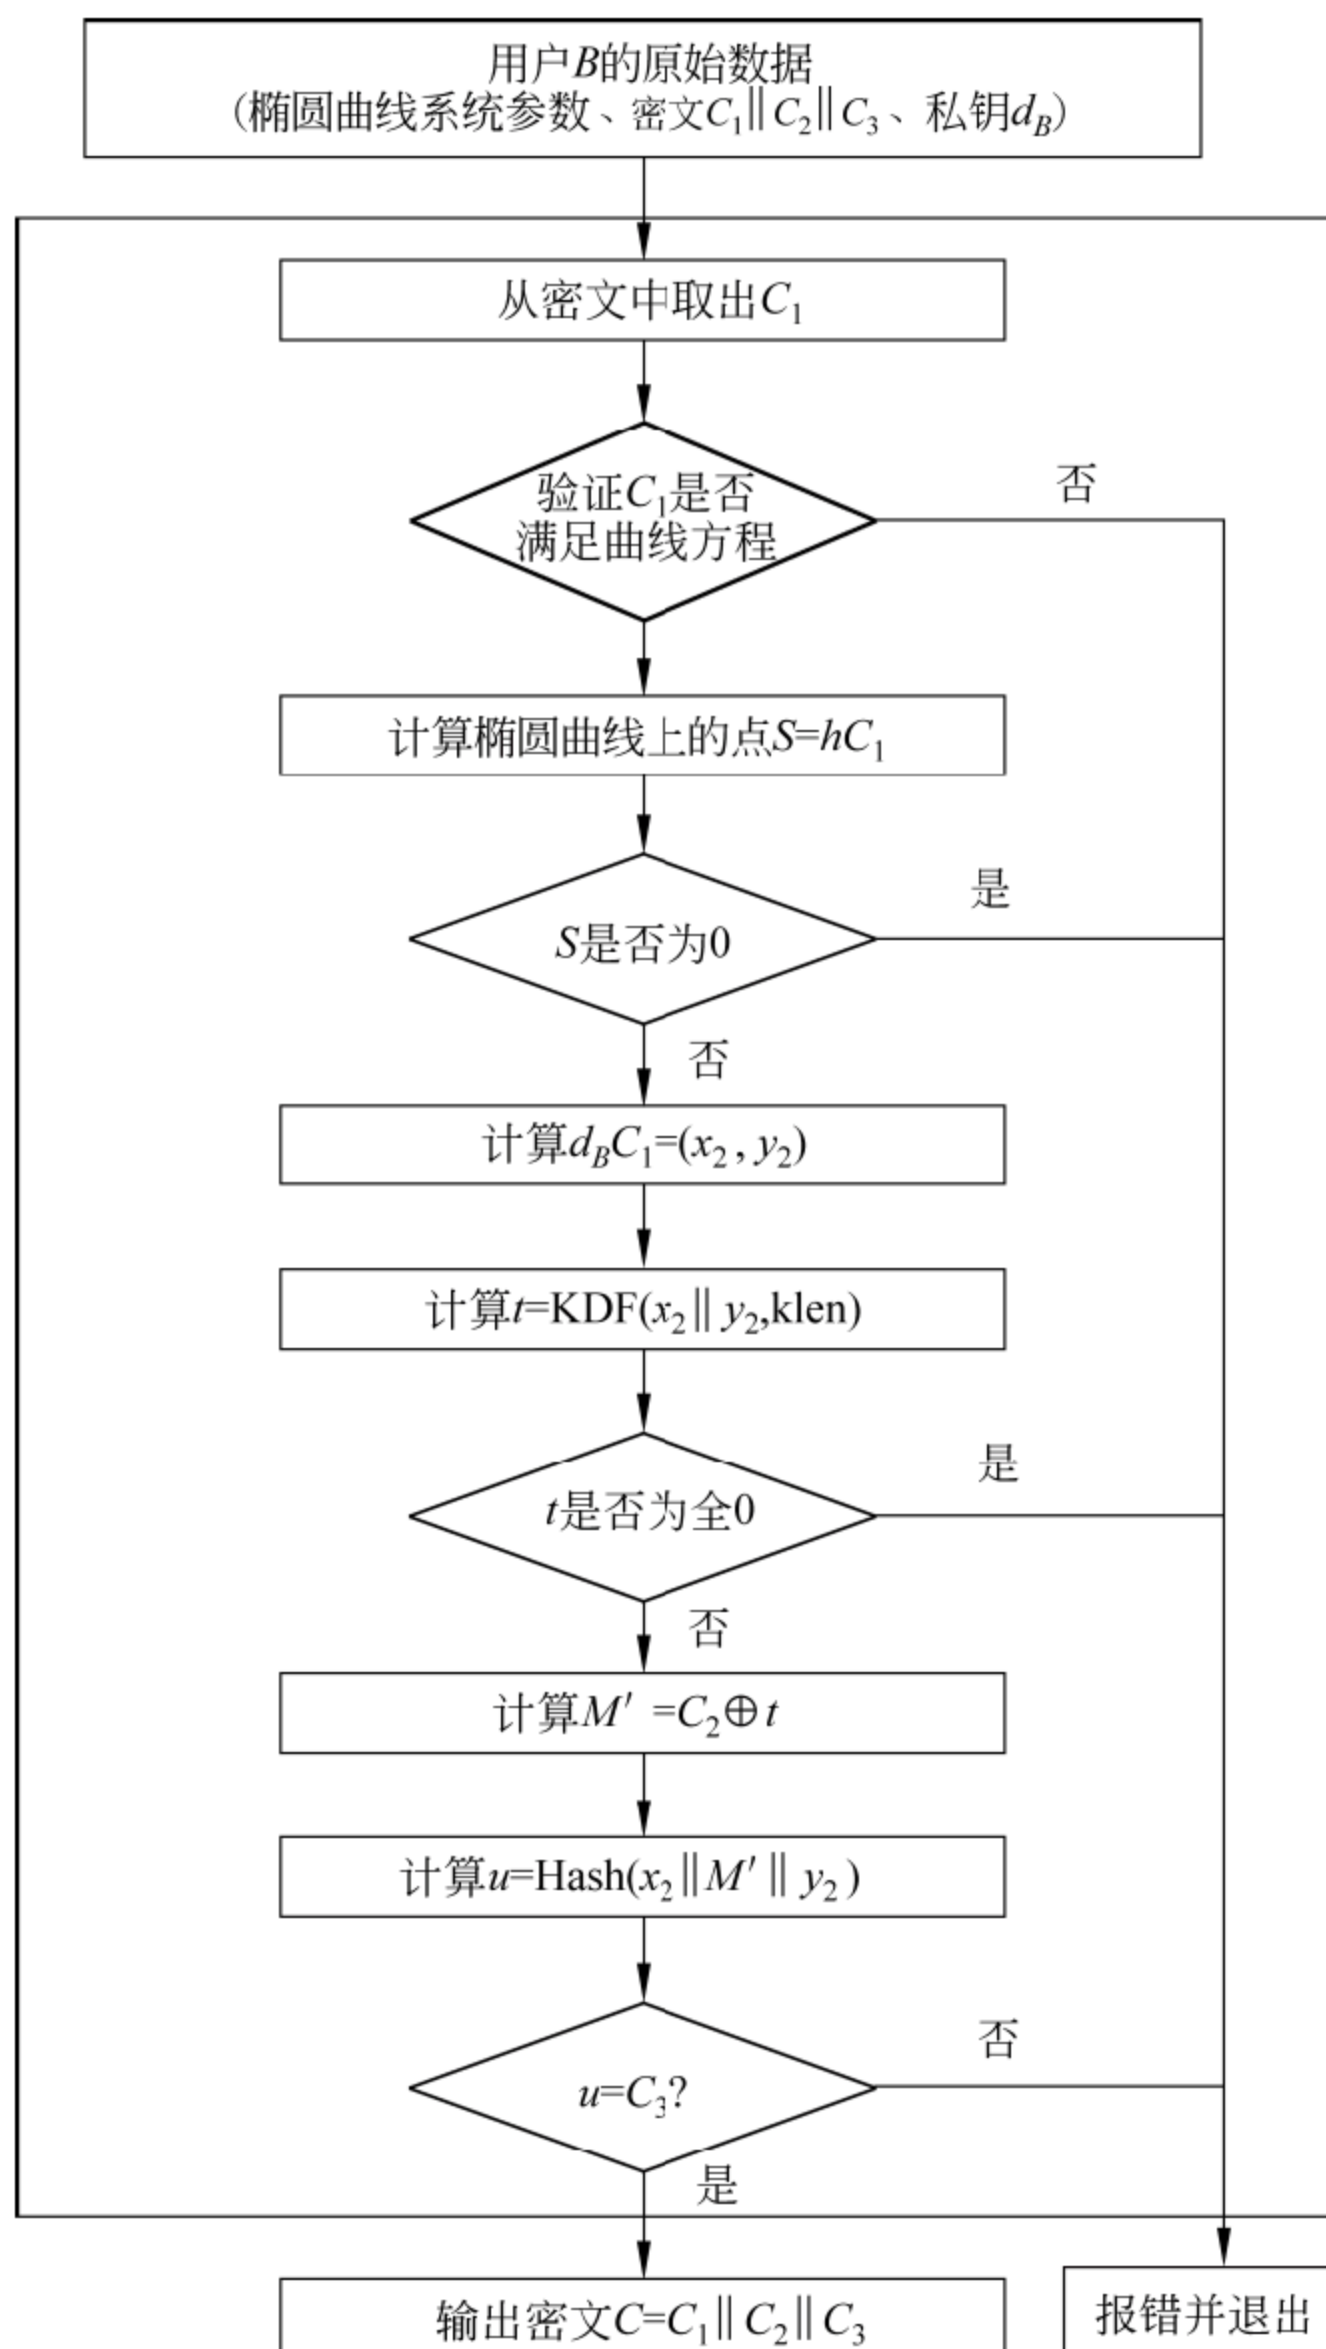 用户B的原始数据
(椭圆曲线系统参数、密文C₁‖C₂‖C₃、私钥d_B)
从密文中取出C₁
验证C₁是否
满足曲线方程
否
计算椭圆曲线上的点S=hC₁
S是否为0
是
否
计算d_BC₁=(x₂, y₂)
计算t=KDF(x₂‖y₂,klen)
t是否为全0
是
否
计算M′=C₂⊕t
计算u=Hash(x₂‖M′‖y₂)
u=C₃?
否
是
输出密文C=C₁‖C₂‖C₃
报错并退出